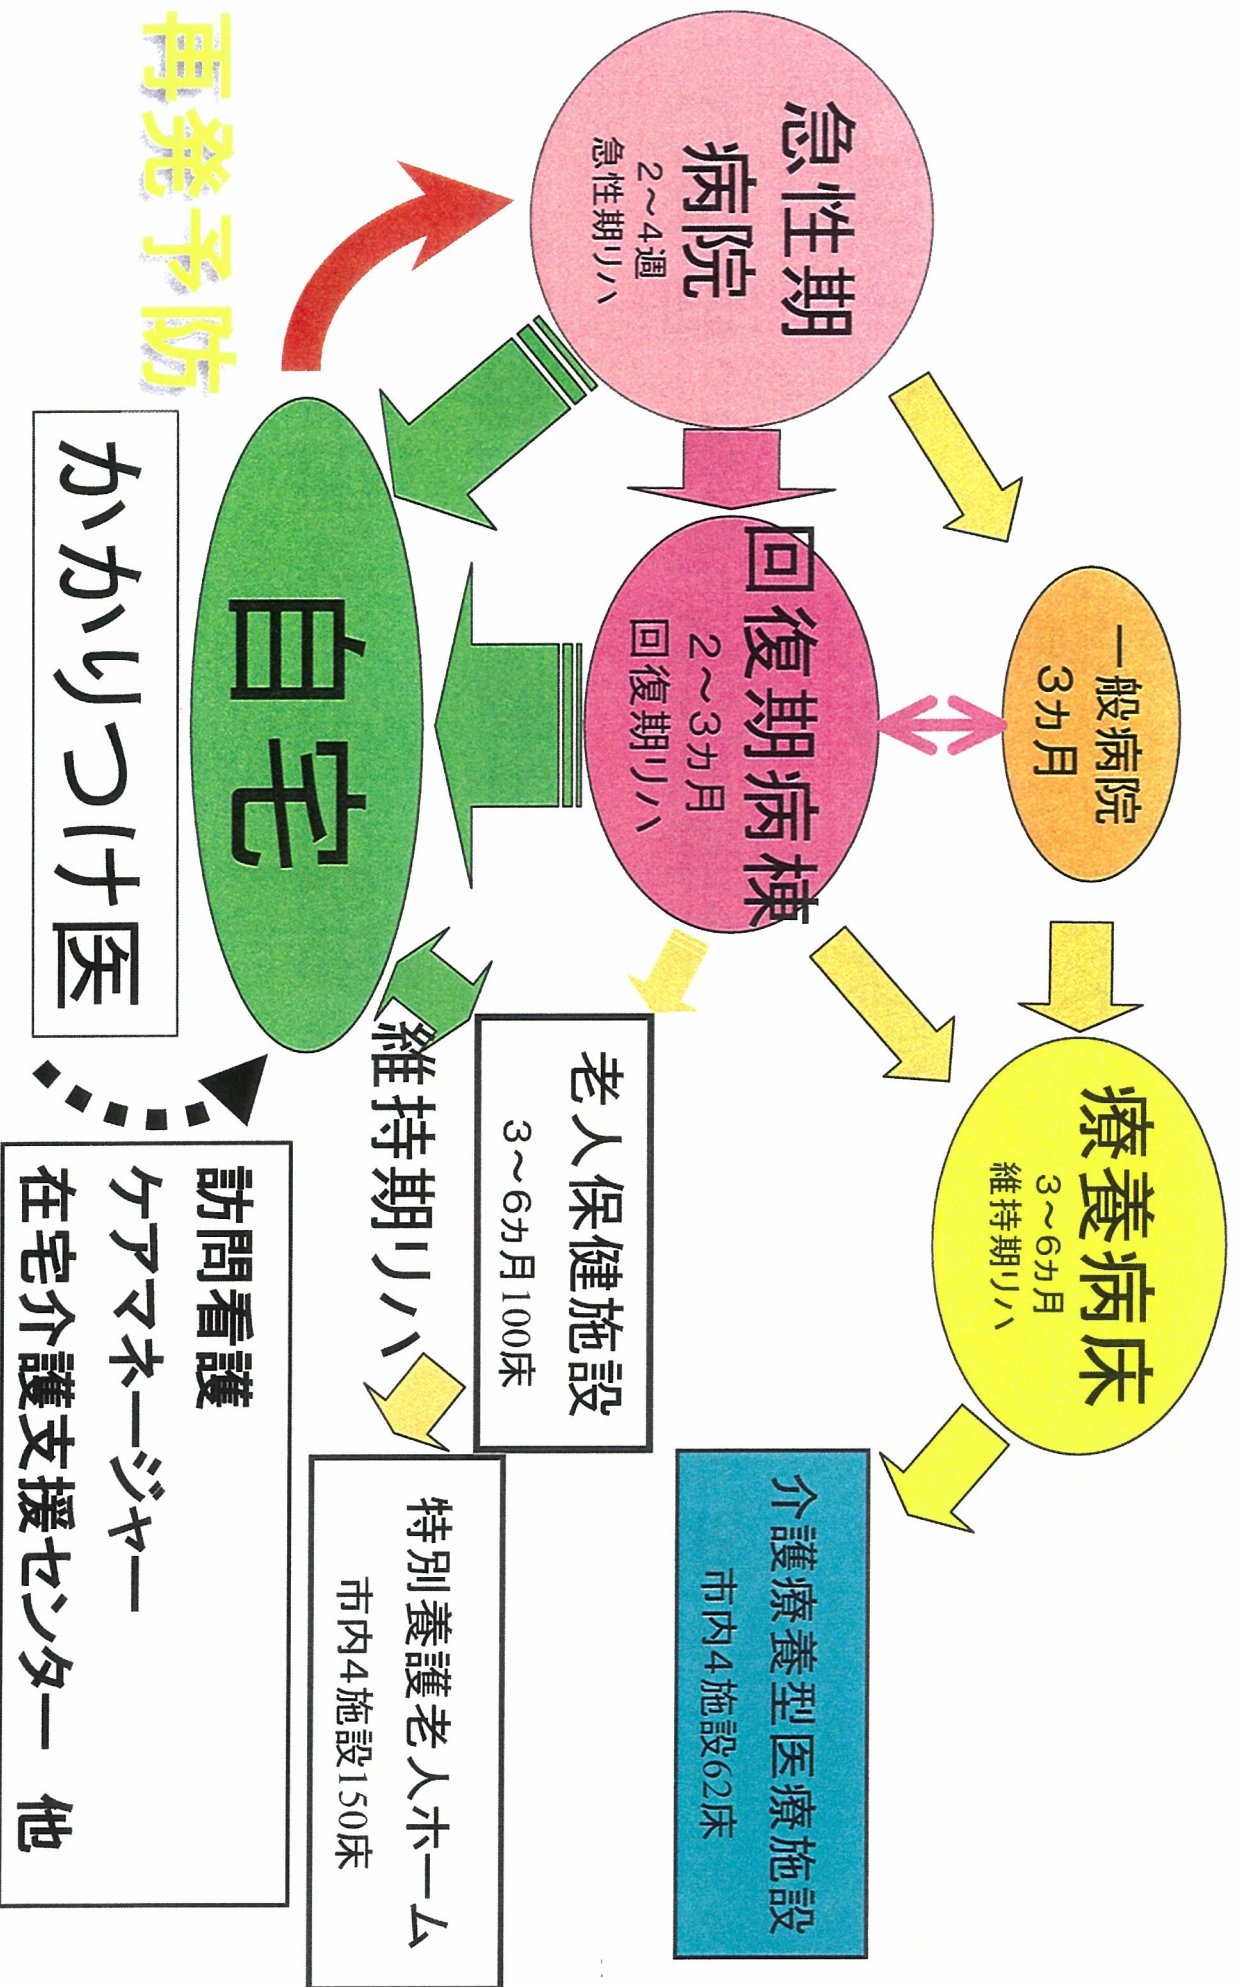 一般病院
3カ月
療養病床
3～6カ月
維持期リハ
急性期
病院
2～4週
急性期リハ
回復期病棟
2～3カ月
回復期リハ
介護療養型医療施設
市内4施設62床
老人保健施設
3～6カ月100床
維持期リハ
特別養護老人ホーム
市内4施設150床
自宅
再発予防
かかりつけ医
訪問看護
ケアマネージャー
在宅介護支援センター　他